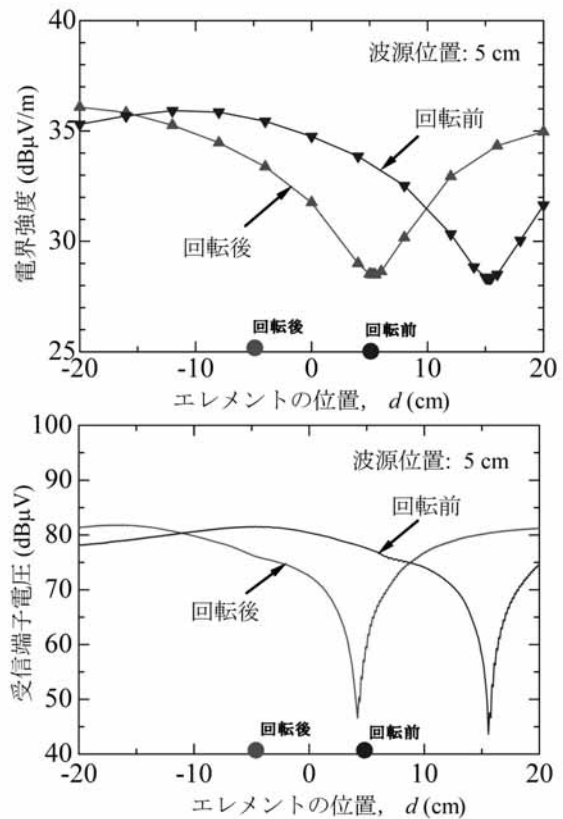 40
35
30
25
電界強度 (dBμV/m)
波源位置: 5 cm
回転前
回転後
回転後
回転前
-20 -10 0 10 20
エレメントの位置, d (cm)
100
90
80
70
60
50
40
受信端子電圧 (dBμV)
波源位置: 5 cm
回転前
回転後
回転後
回転前
-20 -10 0 10 20
エレメントの位置, d (cm)